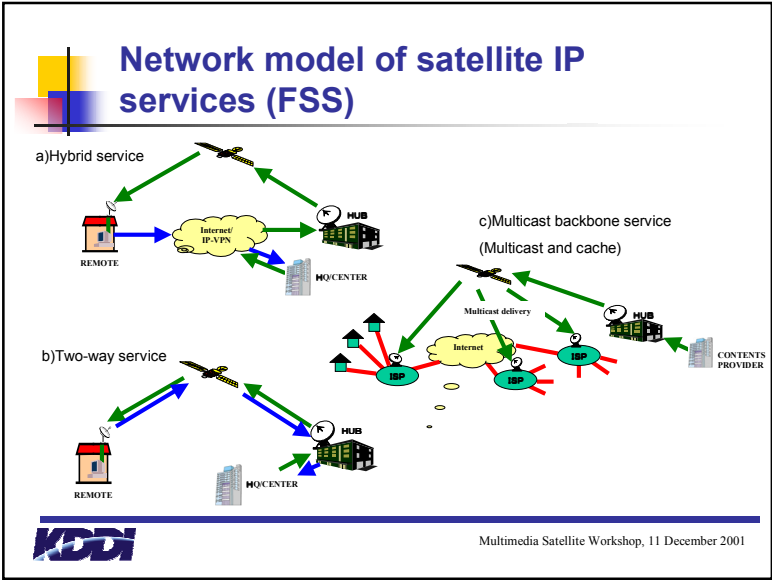 Network model of satellite IP
services (FSS)
a)Hybrid service
HUB
Internet/
IP-VPN
REMOTE
HQ/CENTER
c)Multicast backbone service
(Multicast and cache)
Multicast delivery
HUB
Internet
ISP
ISP
ISP
CONTENTS
PROVIDER
b)Two-way service
HUB
HQ/CENTER
REMOTE
KDDI
Multimedia Satellite Workshop, 11 December 2001